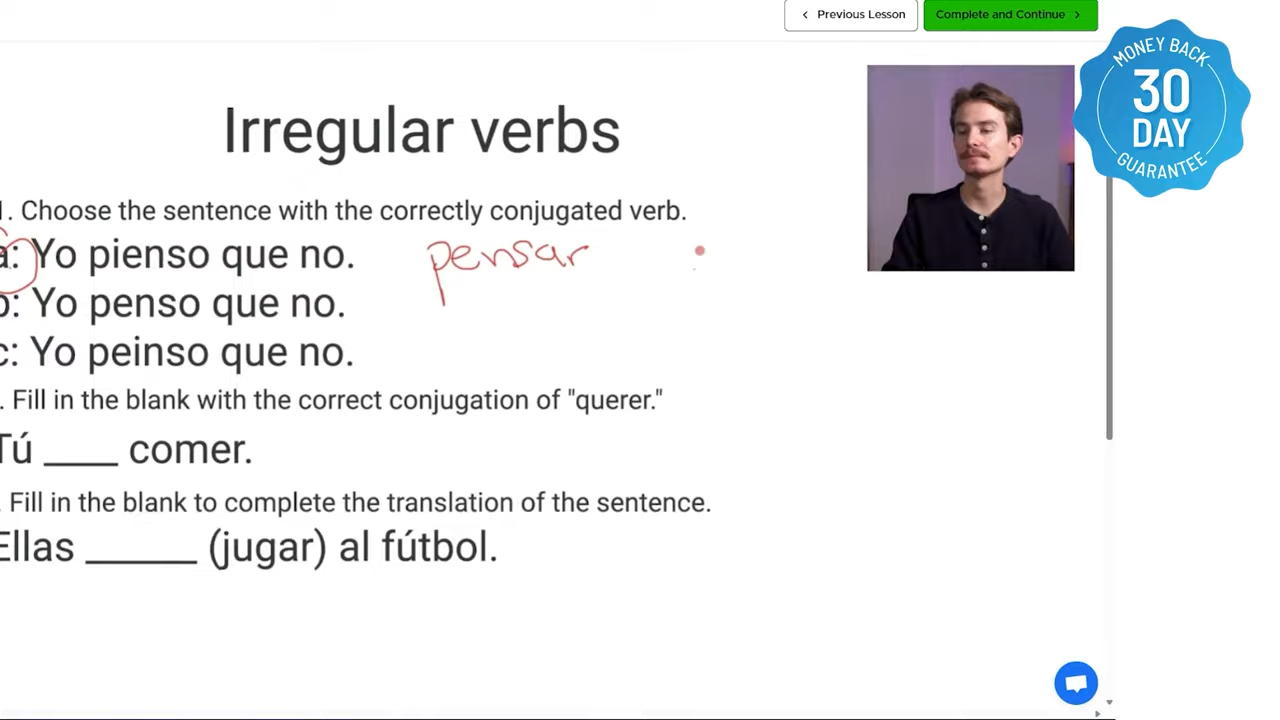 Previous Lesson
Complete and Continue
MONEY BACK
30
DAY
GUARANTEE
Irregular verbs
1. Choose the sentence with the correctly conjugated verb.
a: Yo pienso que no.
pensar
b: Yo penso que no.
c: Yo peinso que no.
. Fill in the blank with the correct conjugation of "querer."
Tú ____ comer.
. Fill in the blank to complete the translation of the sentence.
Ellas ______ (jugar) al fútbol.